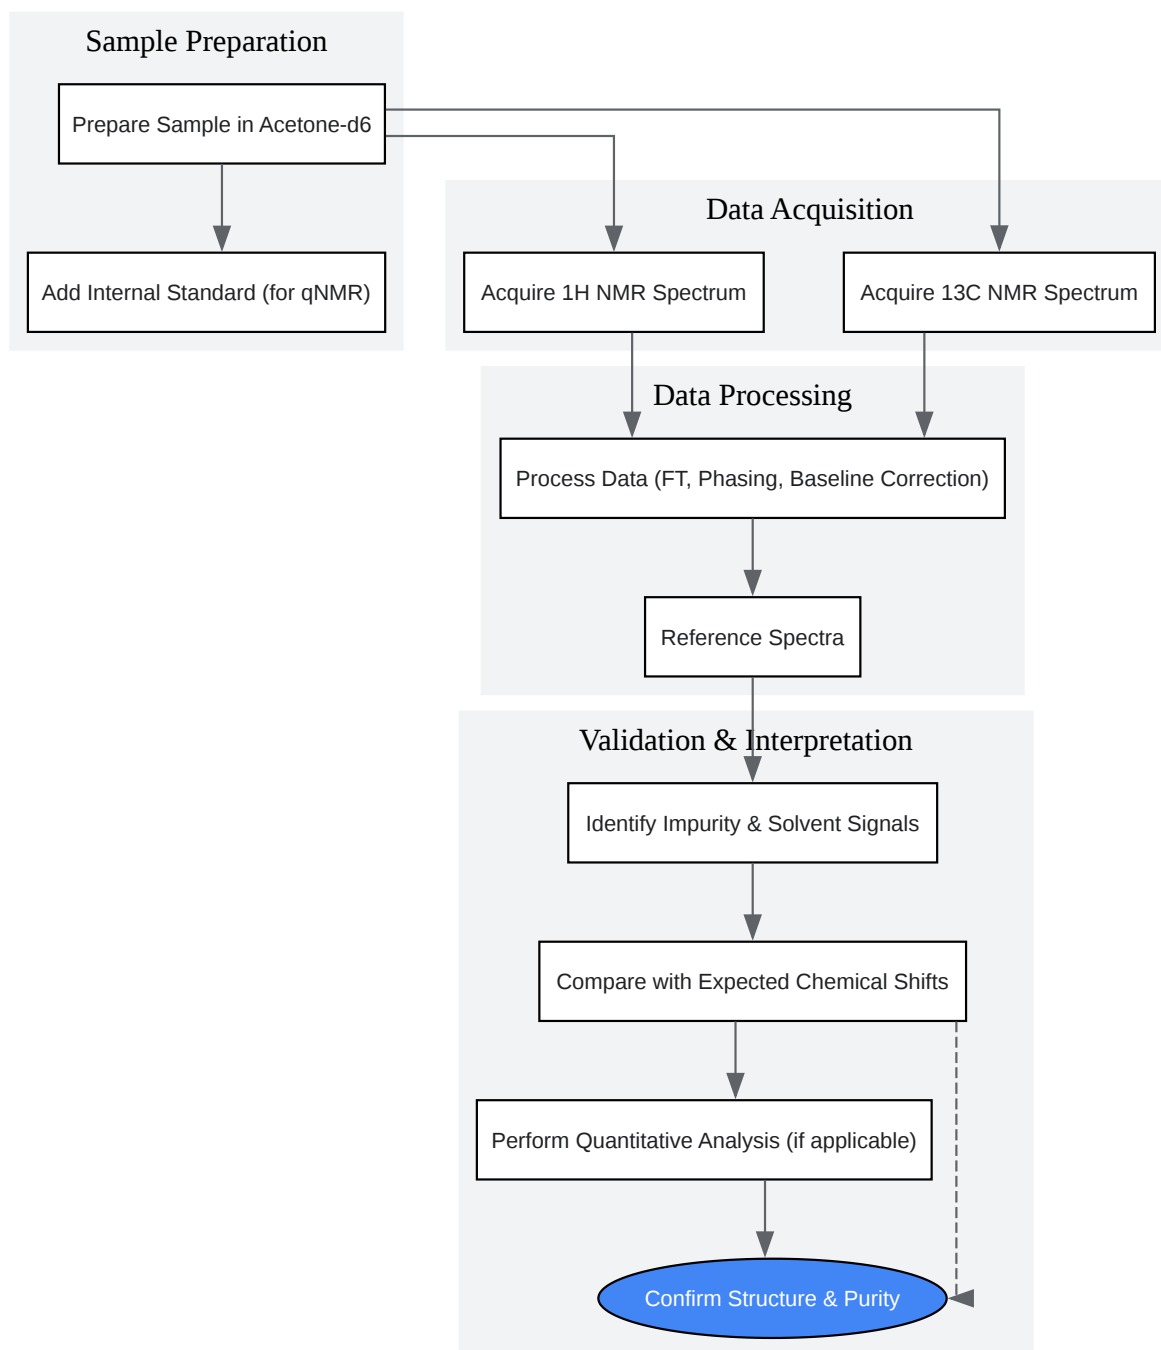 Sample Preparation
Prepare Sample in Acetone-d6
Add Internal Standard (for qNMR)
Data Acquisition
Acquire 1H NMR Spectrum
Acquire 13C NMR Spectrum
Data Processing
Process Data (FT, Phasing, Baseline Correction)
Reference Spectra
Validation & Interpretation
Identify Impurity & Solvent Signals
Compare with Expected Chemical Shifts
Perform Quantitative Analysis (if applicable)
Confirm Structure & Purity